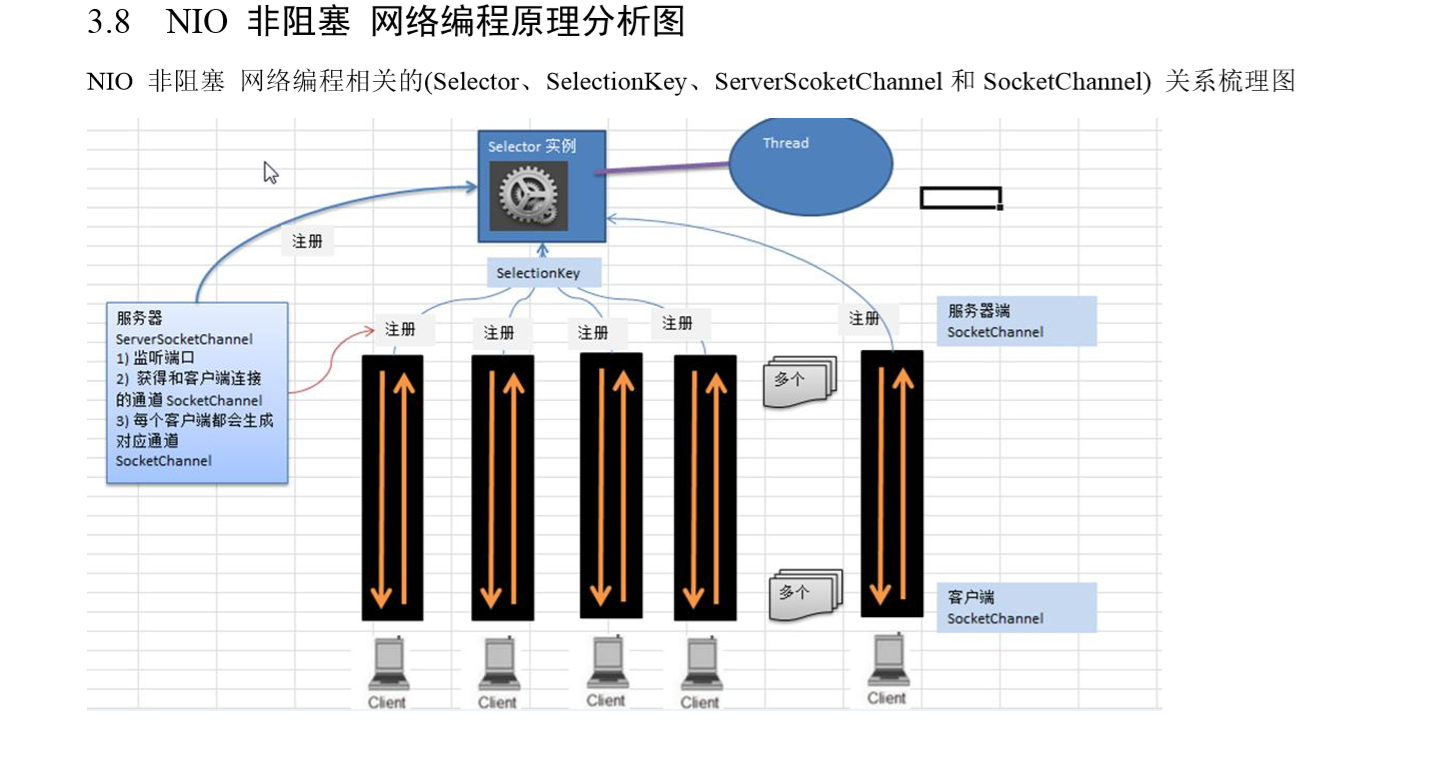 3.8 NIO 非阻塞 网络编程原理分析图
NIO 非阻塞 网络编程相关的(Selector、SelectionKey、ServerScoketChannel 和 SocketChannel) 关系梳理图
Selector 实例
Thread
注册
SelectionKey
服务器
ServerSocketChannel
1) 监听端口
2) 获得和客户端连接
的通道 SocketChannel
3) 每个客户端都会生成
对应通道
SocketChannel
注册
注册
注册
注册
注册
服务器端
SocketChannel
多个
多个
客户端
SocketChannel
Client
Client
Client
Client
Client